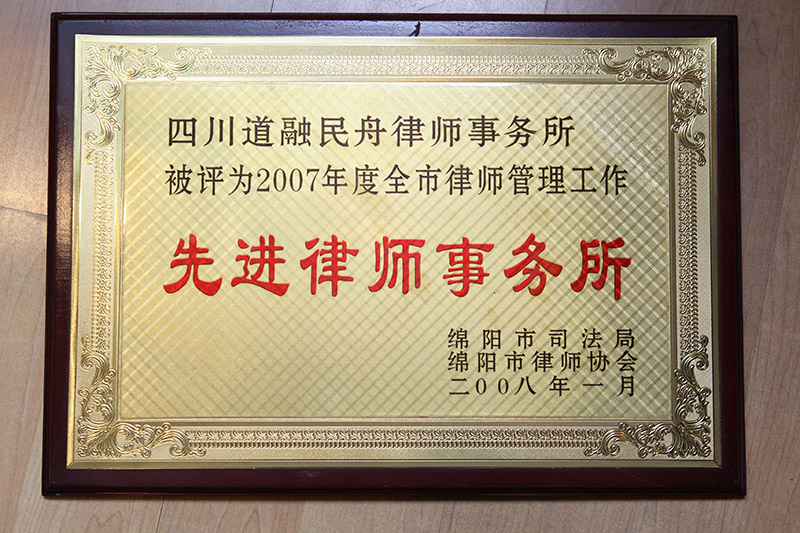 四川道融民舟律师事务所
被评为2007年度全市律师管理工作
先进律师事务所
绵阳市司法局
绵阳市律师协会
二00八年一月